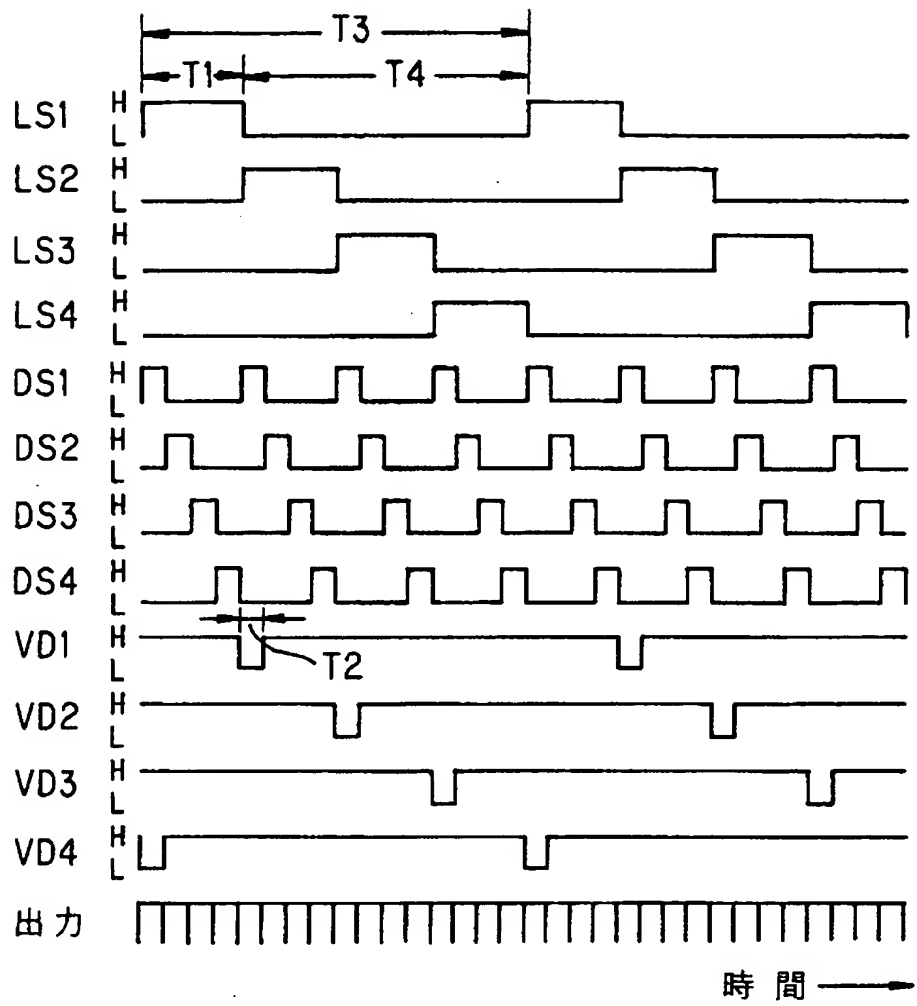 T3
T1 T4
LS1 H L
LS2 H L
LS3 H L
LS4 H L
DS1 H L
DS2 H L
DS3 H L
DS4 H L
VD1 H L
T2
VD2 H L
VD3 H L
VD4 H L
出力
時間